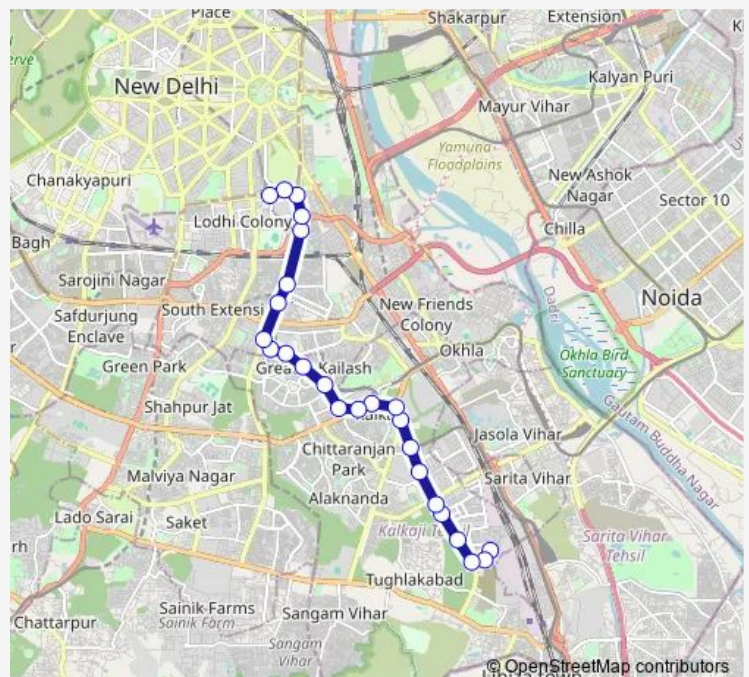 Place
Shakarpur
Extension
New Delhi
Kalyan Puri
Mayur Vihar
Yamuna
Floodplains
Chanakyapuri
New Ashok
Nagar
Sector 10
Lodhi Colony
Chilla
Bagh
Sarojini Nagar
Dadri
Noida
South Extensi
New Friends
Colony
Safdurjung
Enclave
Okhla
Okhla Bird
Sanctuary
Green Park
Grea
Kailash
Shahpur Jat
Kalka
Gautam Buddha Nagar
Chittaranjan
Park
Jasola Vihar
Malviya Nagar
Sarita Vihar
Alaknanda
Lado Sarai
Saket
Kalkaji Tehsil
Sarita Vihar
Tehsil
rh
Tughlakabad
Sainik Farms
Sainik Farm
Sangam Vihar
Chattarpur
Sangam
Vihar
© OpenStreetMap contributors